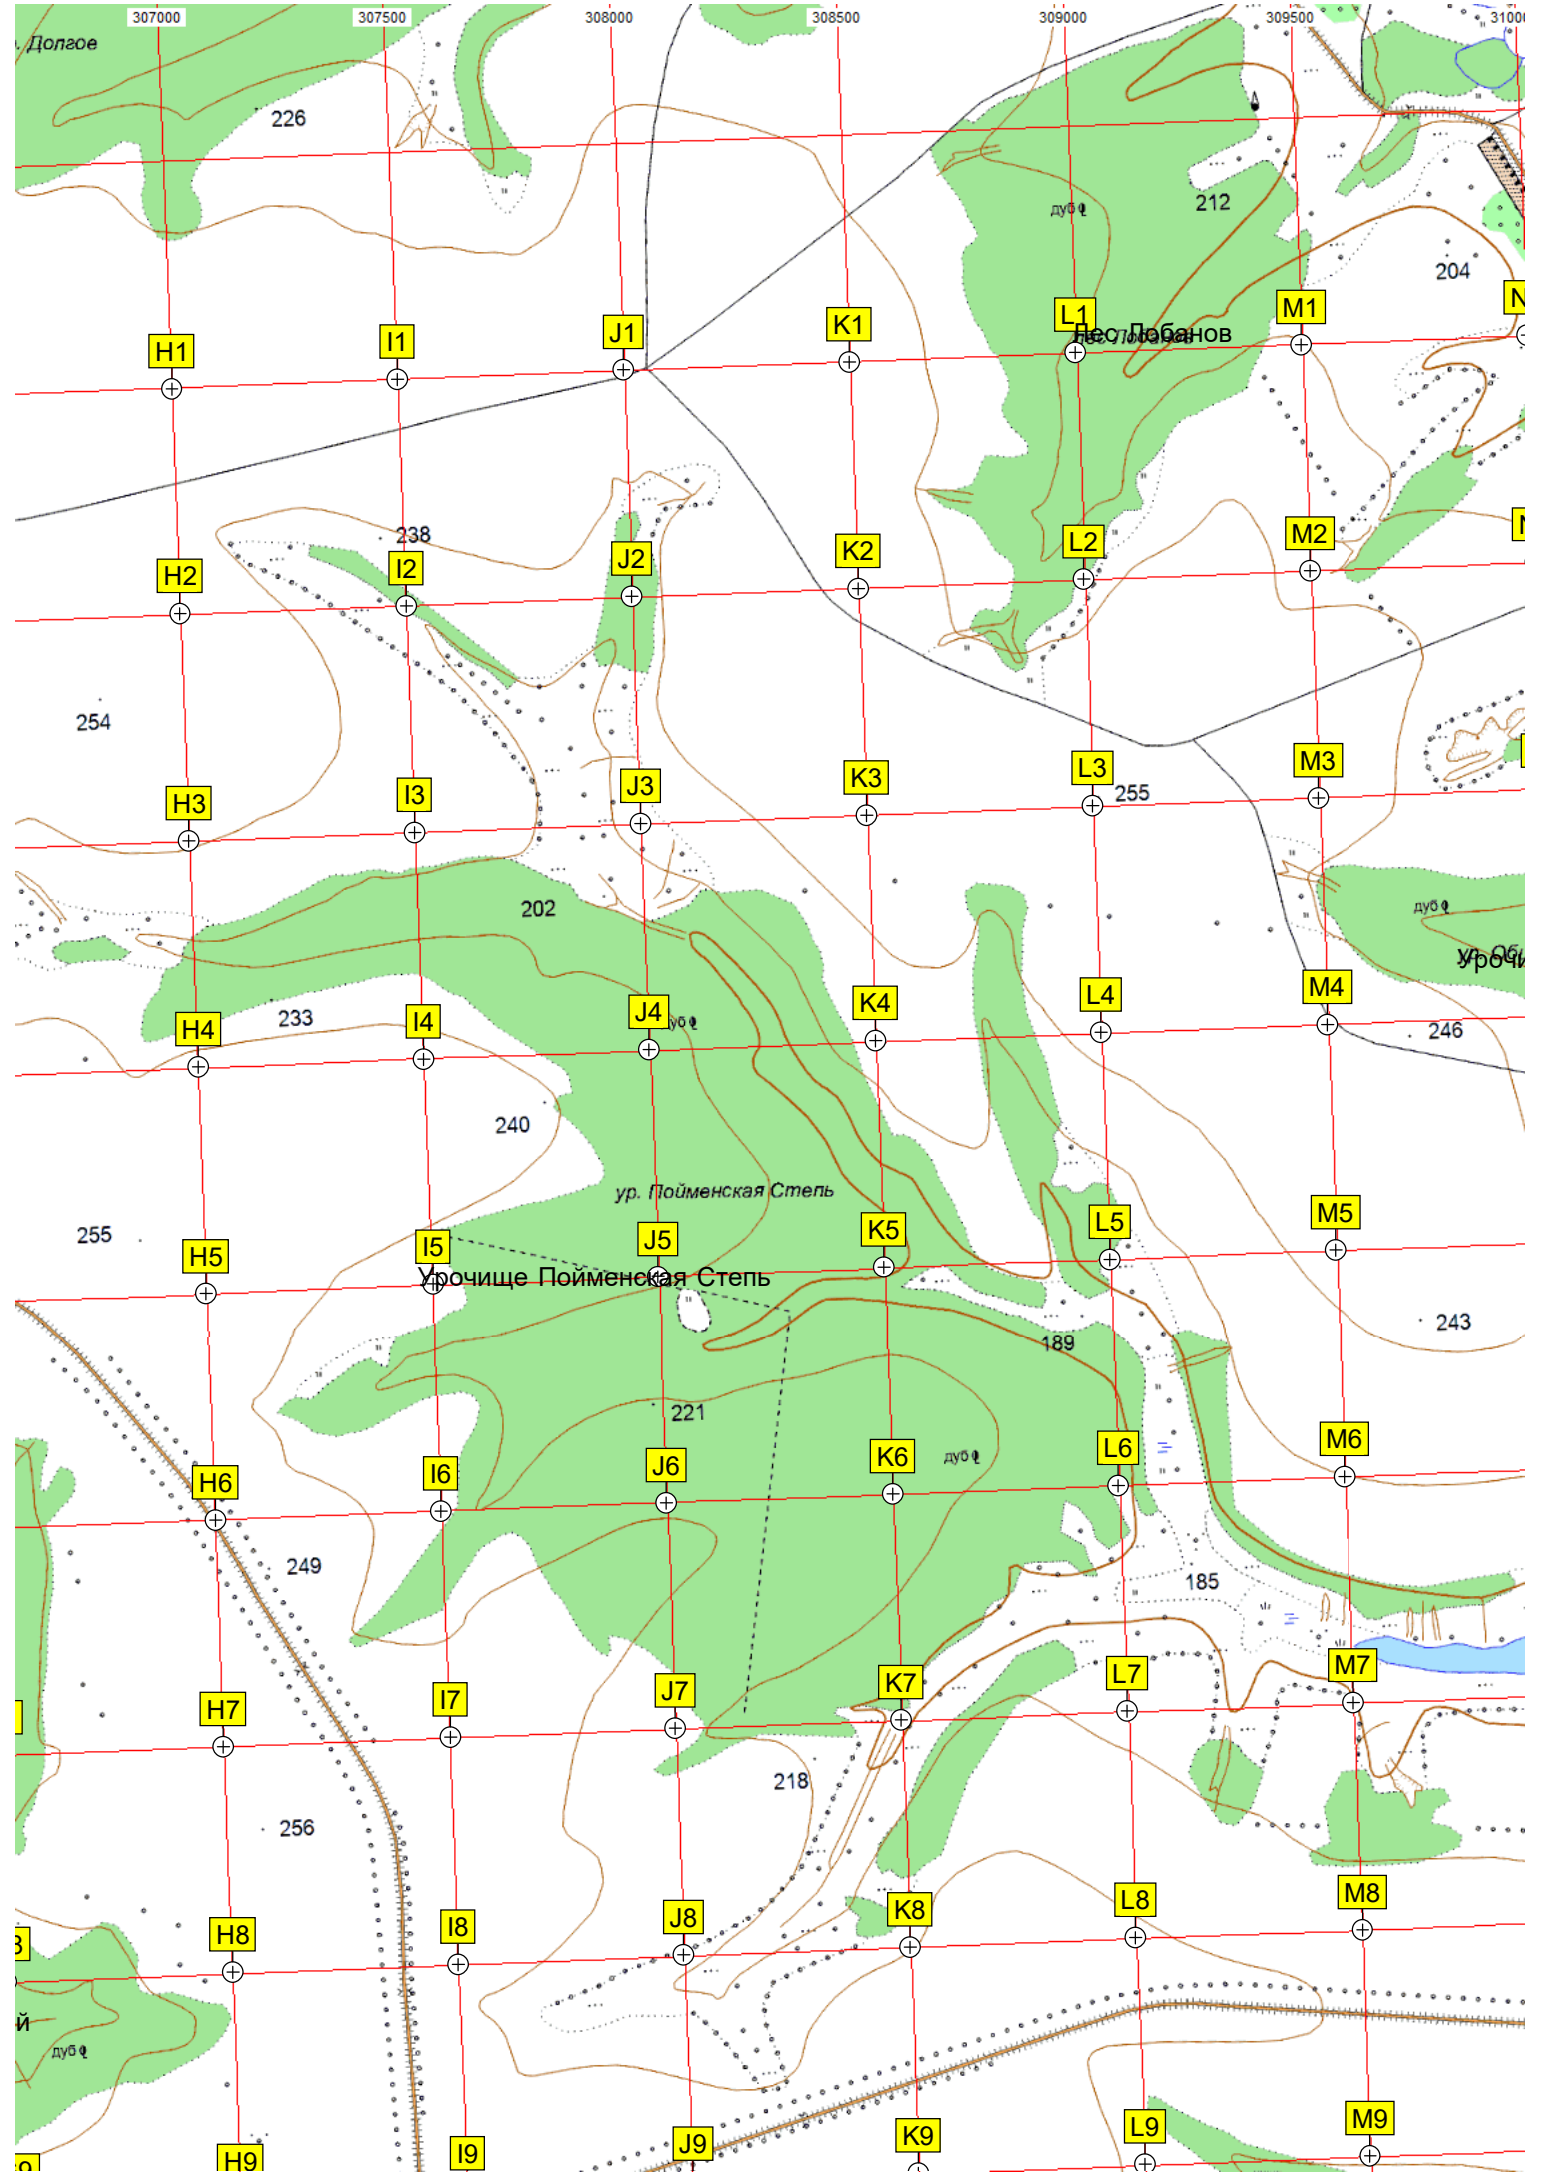 307000 307500 308000 308500 309000 309500
Долгое
226
дуб
212
204
H1 I1 J1 K1 L1 M1
Лес Лобанов
238
H2 I2 J2 K2 L2 M2
254
H3 I3 J3 K3 L3 M3
255
202
дуб
ур.
233
H4 I4 J4 K4 L4 M4
246
240
ур. Пойменская Степь
255
H5 I5 J5 K5 L5 M5
Урочище Пойменская Степь
243
189
221
дуб
H6 I6 J6 K6 L6 M6
249
185
H7 I7 J7 K7 L7 M7
218
256
H8 I8 J8 K8 L8 M8
й
дуб
H9 I9 J9 K9 L9 M9